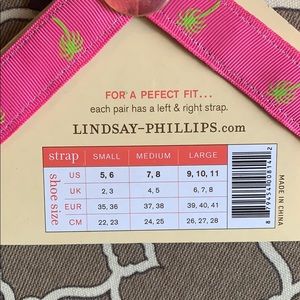 FOR A PEFECT FIT...
each pair has a left & right strap.
LINDSAY-PHILLIPS.com
strap SMALL MEDIUM LARGE
shoe size
US 5, 6 7, 8 9, 10, 11
UK 2, 3 4, 5 6, 7, 8
EUR 35, 36 37, 38 39, 40, 41
CM 22, 23 24, 25 26, 27, 28
MADE IN CHINA